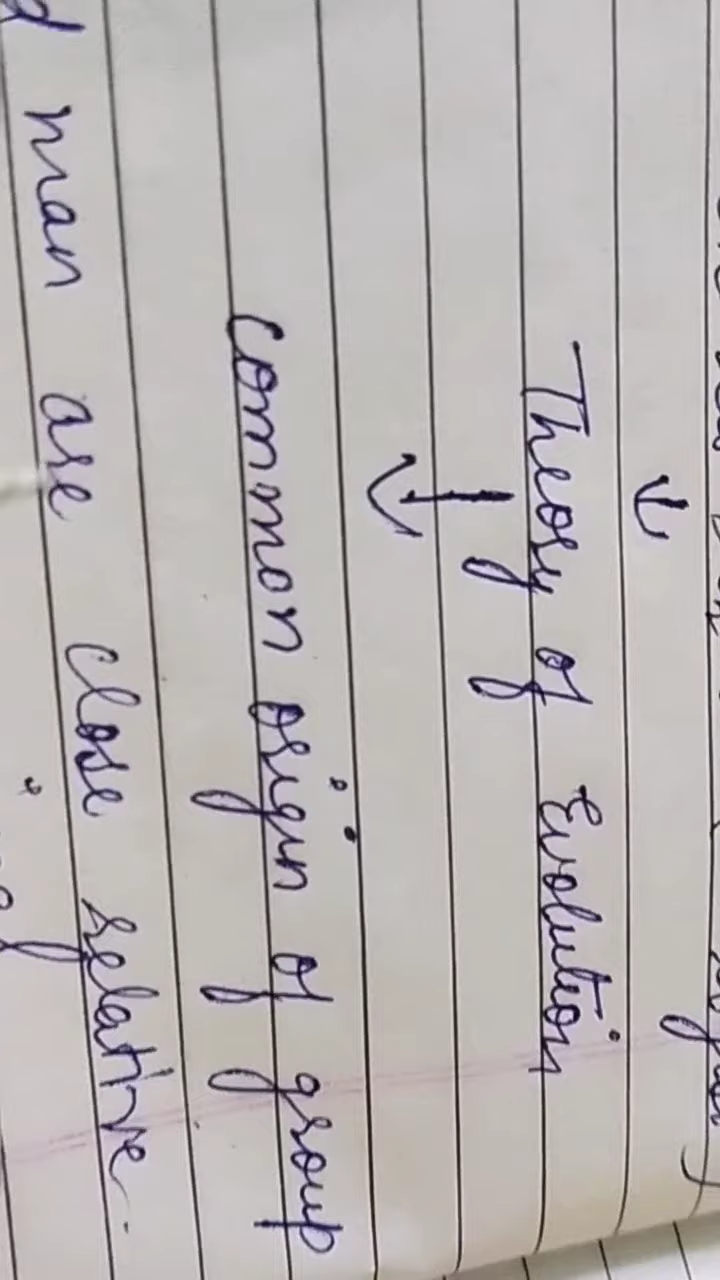 ↓
Theory of Evolution
↓
Common origin of group
man are close relative.